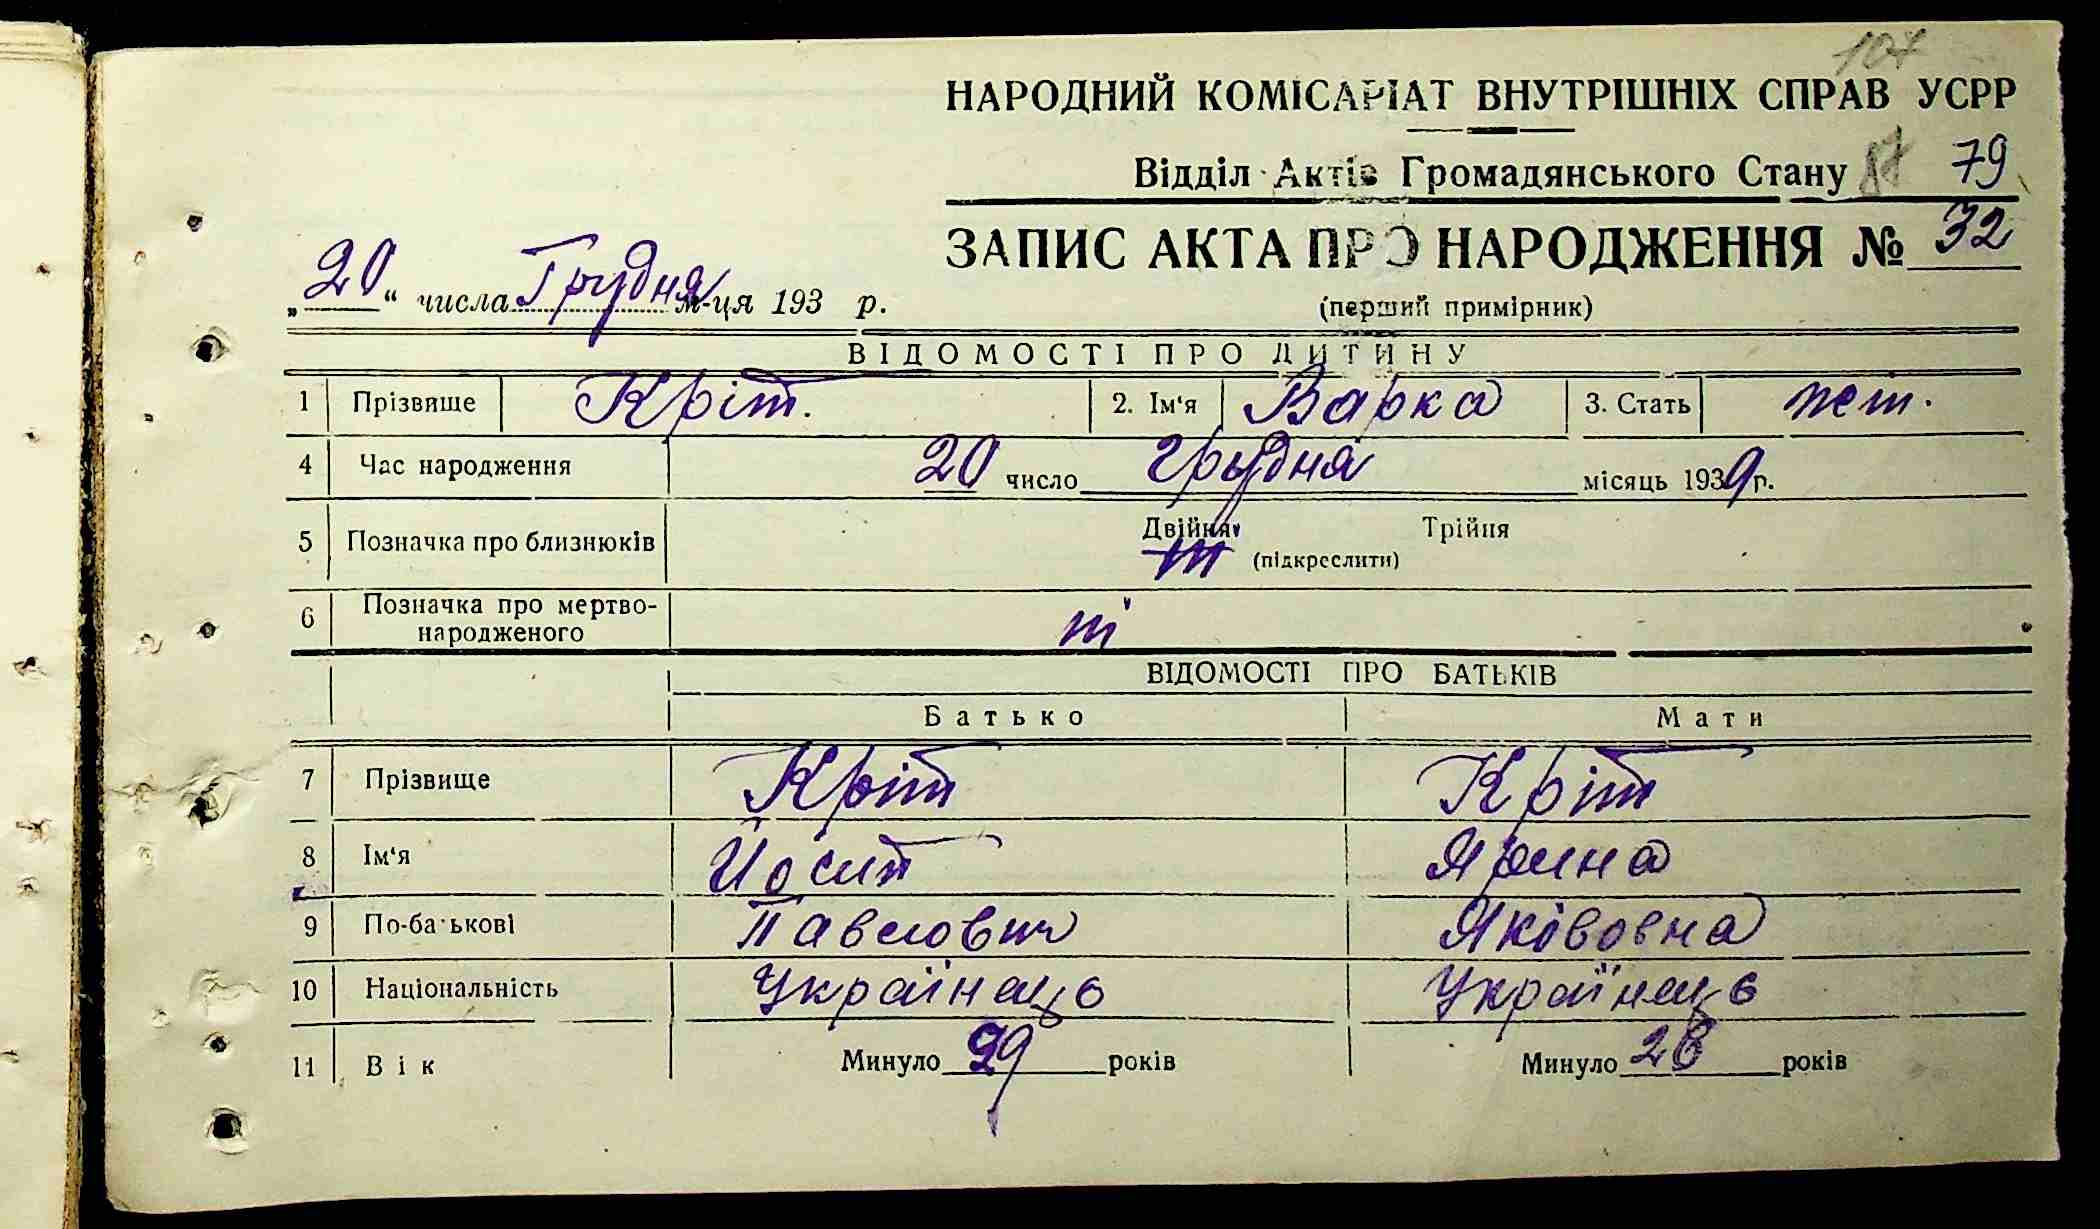 107
НАРОДНИЙ КОМІСАРІАТ ВНУТРІШНІХ СПРАВ УСРР
Відділ Актів Громадянського Стану 79
ЗАПИС АКТА ПРО НАРОДЖЕННЯ № 32
„20“ числа Грудня м-ця 193 р.
(перший примірник)
ВІДОМОСТІ ПРО ДИТИНУ
1 Прізвище Кріт. 2. Ім‘я Варка 3. Стать
4 Час народження 20 число Грудня місяць 1939 р.
5 Позначка про близнюків Двійня Трійня
(підкреслити)
6 Позначка про мертво-
народженого
ВІДОМОСТІ ПРО БАТЬКІВ
Батько Мати
7 Прізвище Кріт Кріт
8 Ім‘я Йосип Ярина
9 По-батькові Павлович Яківовна
10 Національність Українець Українець
11 Вік Минуло 29 років Минуло 28 років